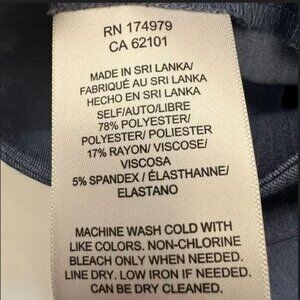 RN 174979
CA 62101
MADE IN SRI LANKA/
FABRIQUÉ AU SRI LANKA
HECHO EN SRI LANKA
SELF/AUTO/LIBRE
78% POLYESTER/
POLYESTER/ POLIESTER
17% RAYON/ VISCOSE/
VISCOSA
5% SPANDEX / ÉLASTHANNE/
ELASTANO
MACHINE WASH COLD WITH
LIKE COLORS. NON-CHLORINE
BLEACH ONLY WHEN NEEDED.
LINE DRY. LOW IRON IF NEEDED.
CAN BE DRY CLEANED.